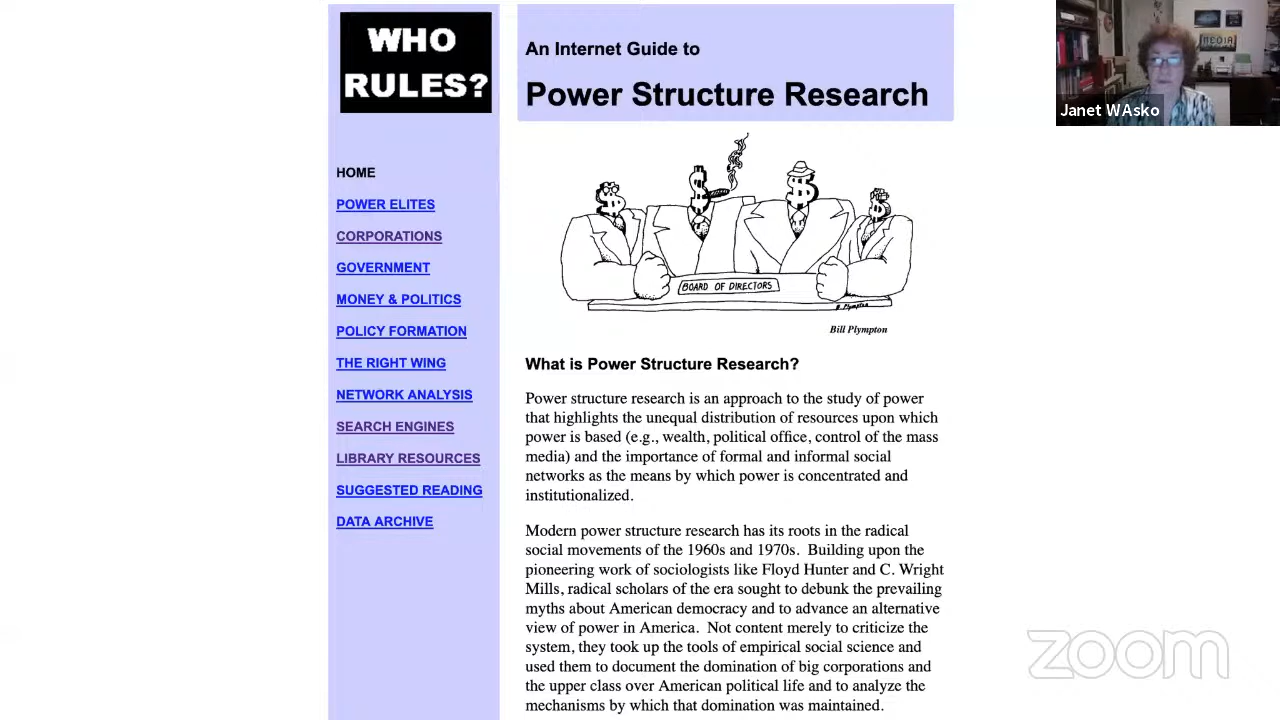 WHO
RULES?
An Internet Guide to
Power Structure Research
MEDIA
Janet WAsko
HOME
POWER ELITES
CORPORATIONS
GOVERNMENT
MONEY & POLITICS
POLICY FORMATION
THE RIGHT WING
NETWORK ANALYSIS
SEARCH ENGINES
LIBRARY RESOURCES
SUGGESTED READING
DATA ARCHIVE
BOARD OF DIRECTORS
B. Plympton
Bill Plympton
What is Power Structure Research?
Power structure research is an approach to the study of power
that highlights the unequal distribution of resources upon which
power is based (e.g., wealth, political office, control of the mass
media) and the importance of formal and informal social
networks as the means by which power is concentrated and
institutionalized.
Modern power structure research has its roots in the radical
social movements of the 1960s and 1970s.  Building upon the
pioneering work of sociologists like Floyd Hunter and C. Wright
Mills, radical scholars of the era sought to debunk the prevailing
myths about American democracy and to advance an alternative
view of power in America.  Not content merely to criticize the
system, they took up the tools of empirical social science and
used them to document the domination of big corporations and
the upper class over American political life and to analyze the
mechanisms by which that domination was maintained.
zoom